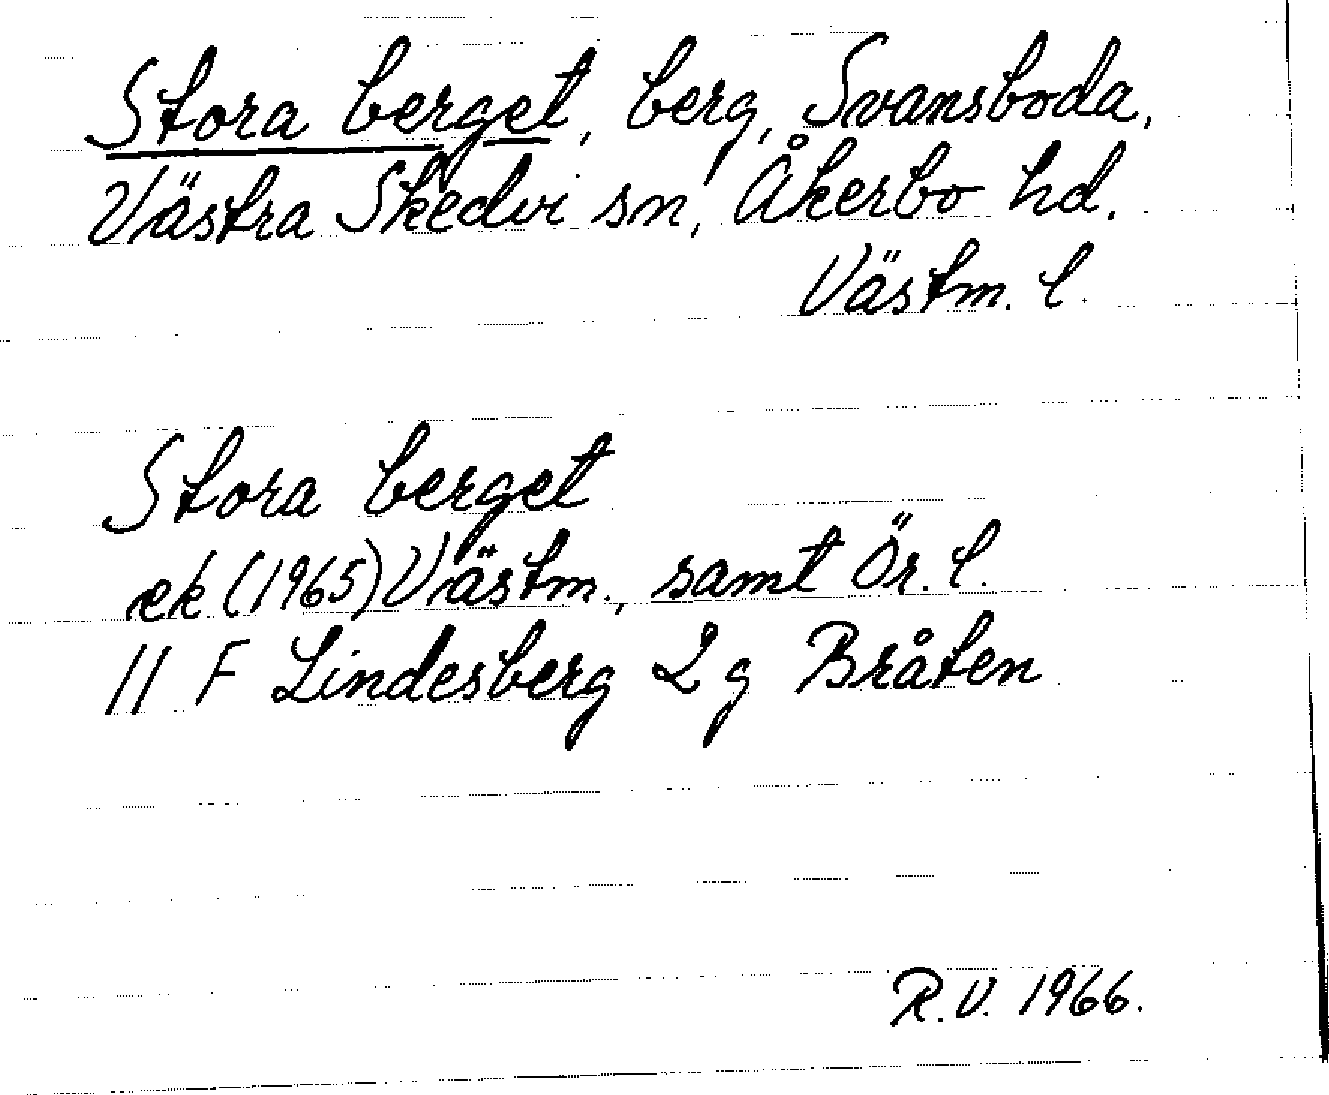 Stora berget, berg, Svansboda,
Västra Skedvi sn, Åkerbo hd.
Västm. l.
Stora berget
ek (1965) Västm., samt Ör. l.
11 F Lindesberg 2 g Bråten
R.V. 1966.